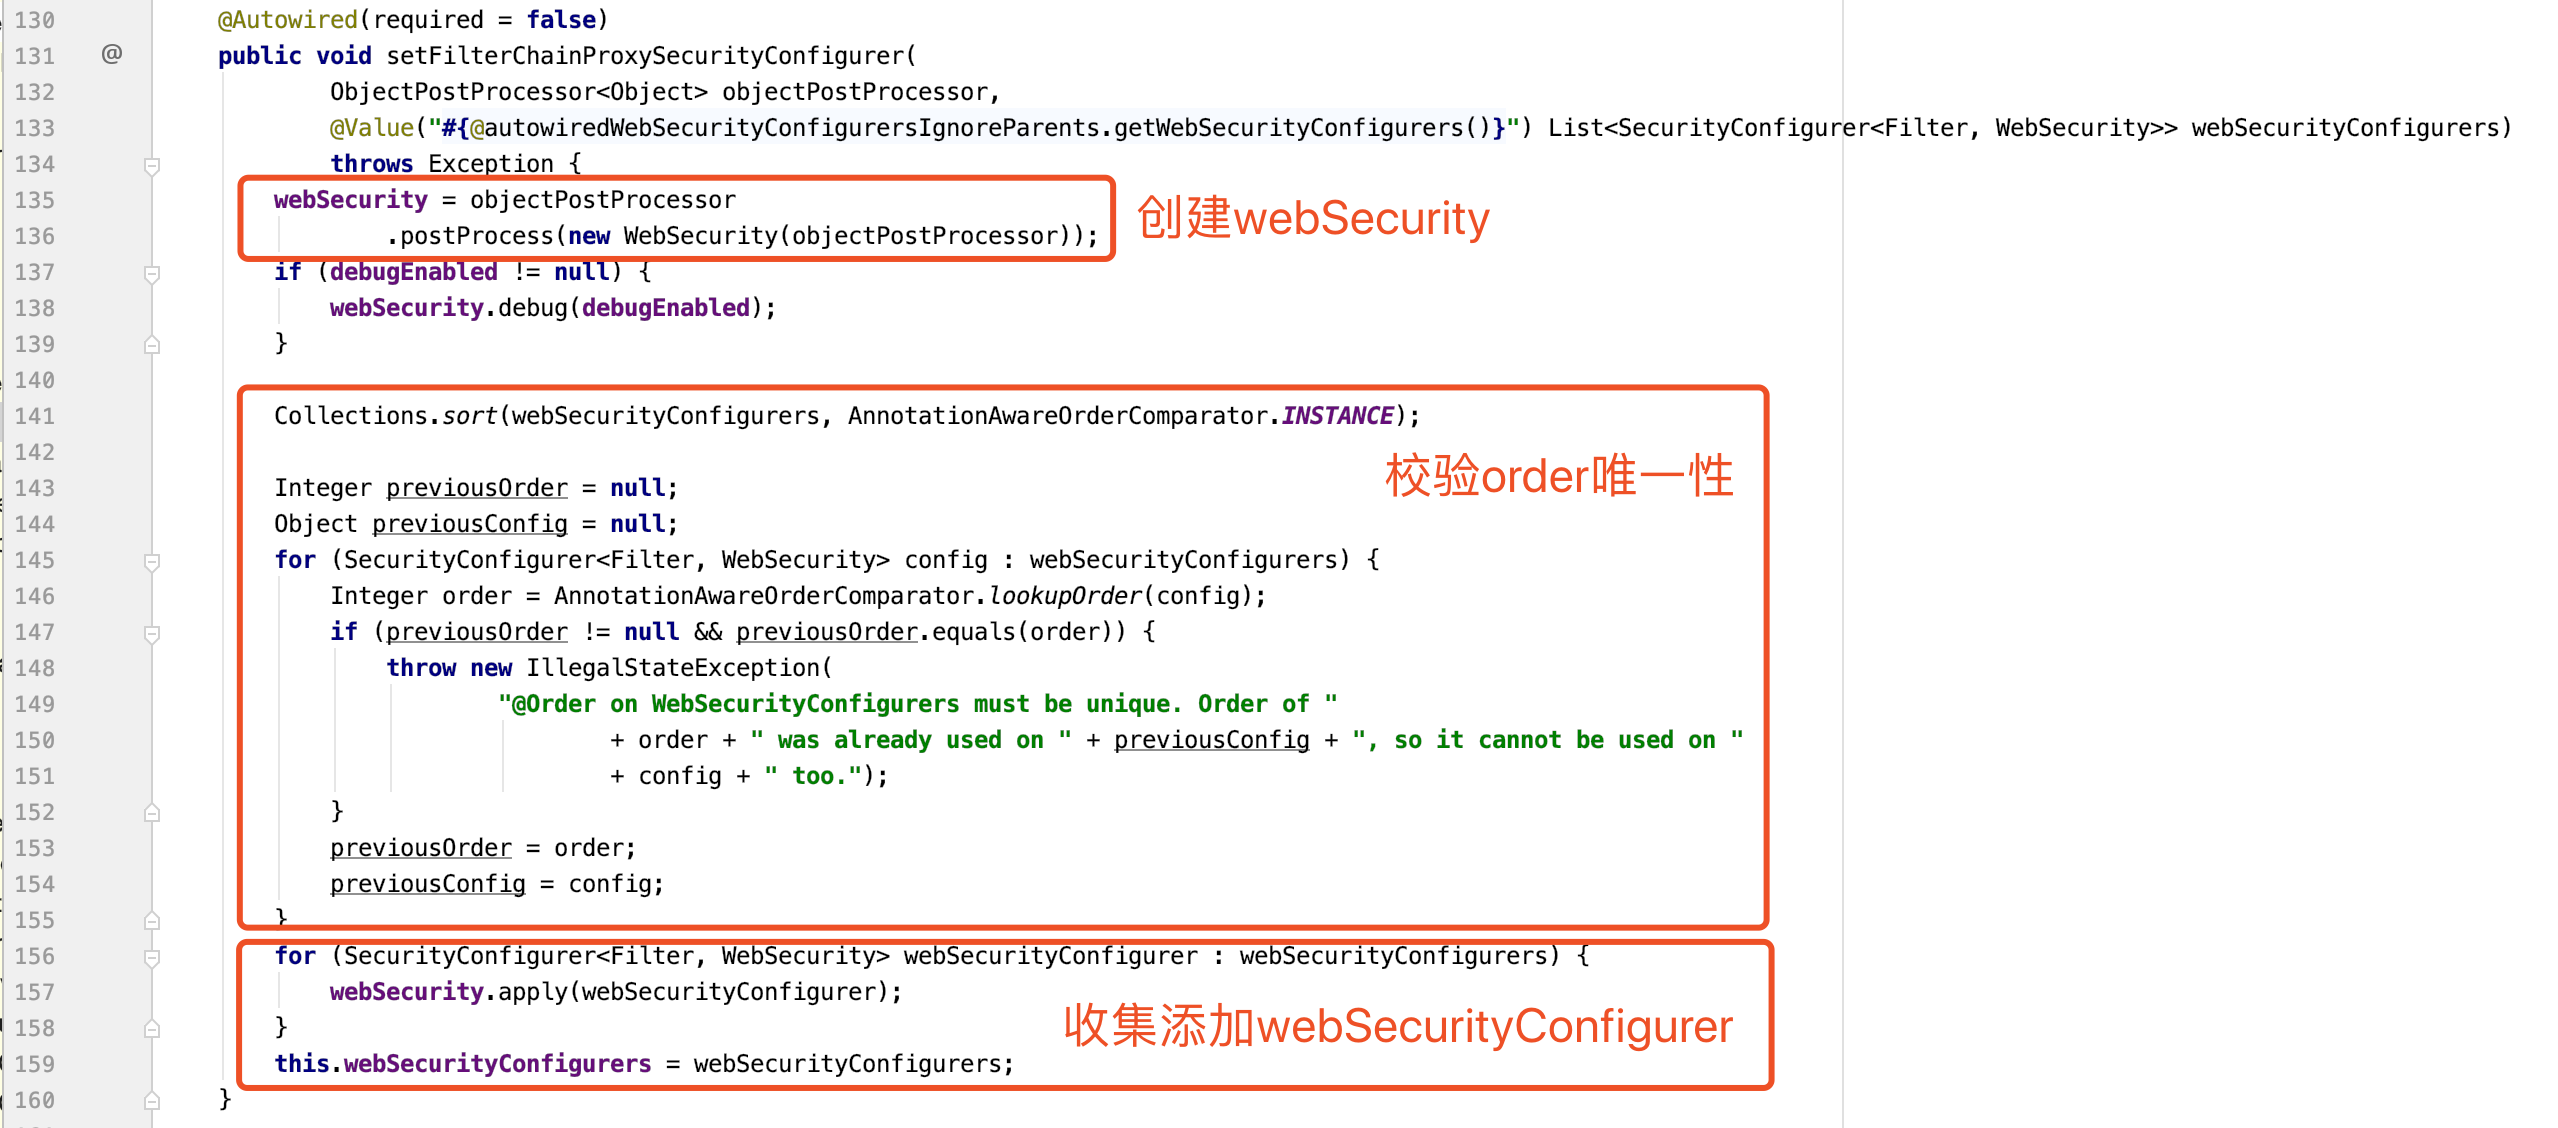 130 @Autowired(required = false)
131 @ public void setFilterChainProxySecurityConfigurer(
132 ObjectPostProcessor<Object> objectPostProcessor,
133 @Value("#{@autowiredWebSecurityConfigurersIgnoreParents.getWebSecurityConfigurers()}") List<SecurityConfigurer<Filter, WebSecurity>> webSecurityConfigurers)
134 throws Exception {
135 webSecurity = objectPostProcessor
136 .postProcess(new WebSecurity(objectPostProcessor));
创建webSecurity
137 if (debugEnabled != null) {
138 webSecurity.debug(debugEnabled);
139 }
140
141 Collections.sort(webSecurityConfigurers, AnnotationAwareOrderComparator.INSTANCE);
142
校验order唯一性
143 Integer previousOrder = null;
144 Object previousConfig = null;
145 for (SecurityConfigurer<Filter, WebSecurity> config : webSecurityConfigurers) {
146 Integer order = AnnotationAwareOrderComparator.lookupOrder(config);
147 if (previousOrder != null && previousOrder.equals(order)) {
148 throw new IllegalStateException(
149 "@Order on WebSecurityConfigurers must be unique. Order of "
150 + order + " was already used on " + previousConfig + ", so it cannot be used on "
151 + config + " too.");
152 }
153 previousOrder = order;
154 previousConfig = config;
155 }
156 for (SecurityConfigurer<Filter, WebSecurity> webSecurityConfigurer : webSecurityConfigurers) {
157 webSecurity.apply(webSecurityConfigurer);
158 }
收集添加webSecurityConfigurer
159 this.webSecurityConfigurers = webSecurityConfigurers;
160 }